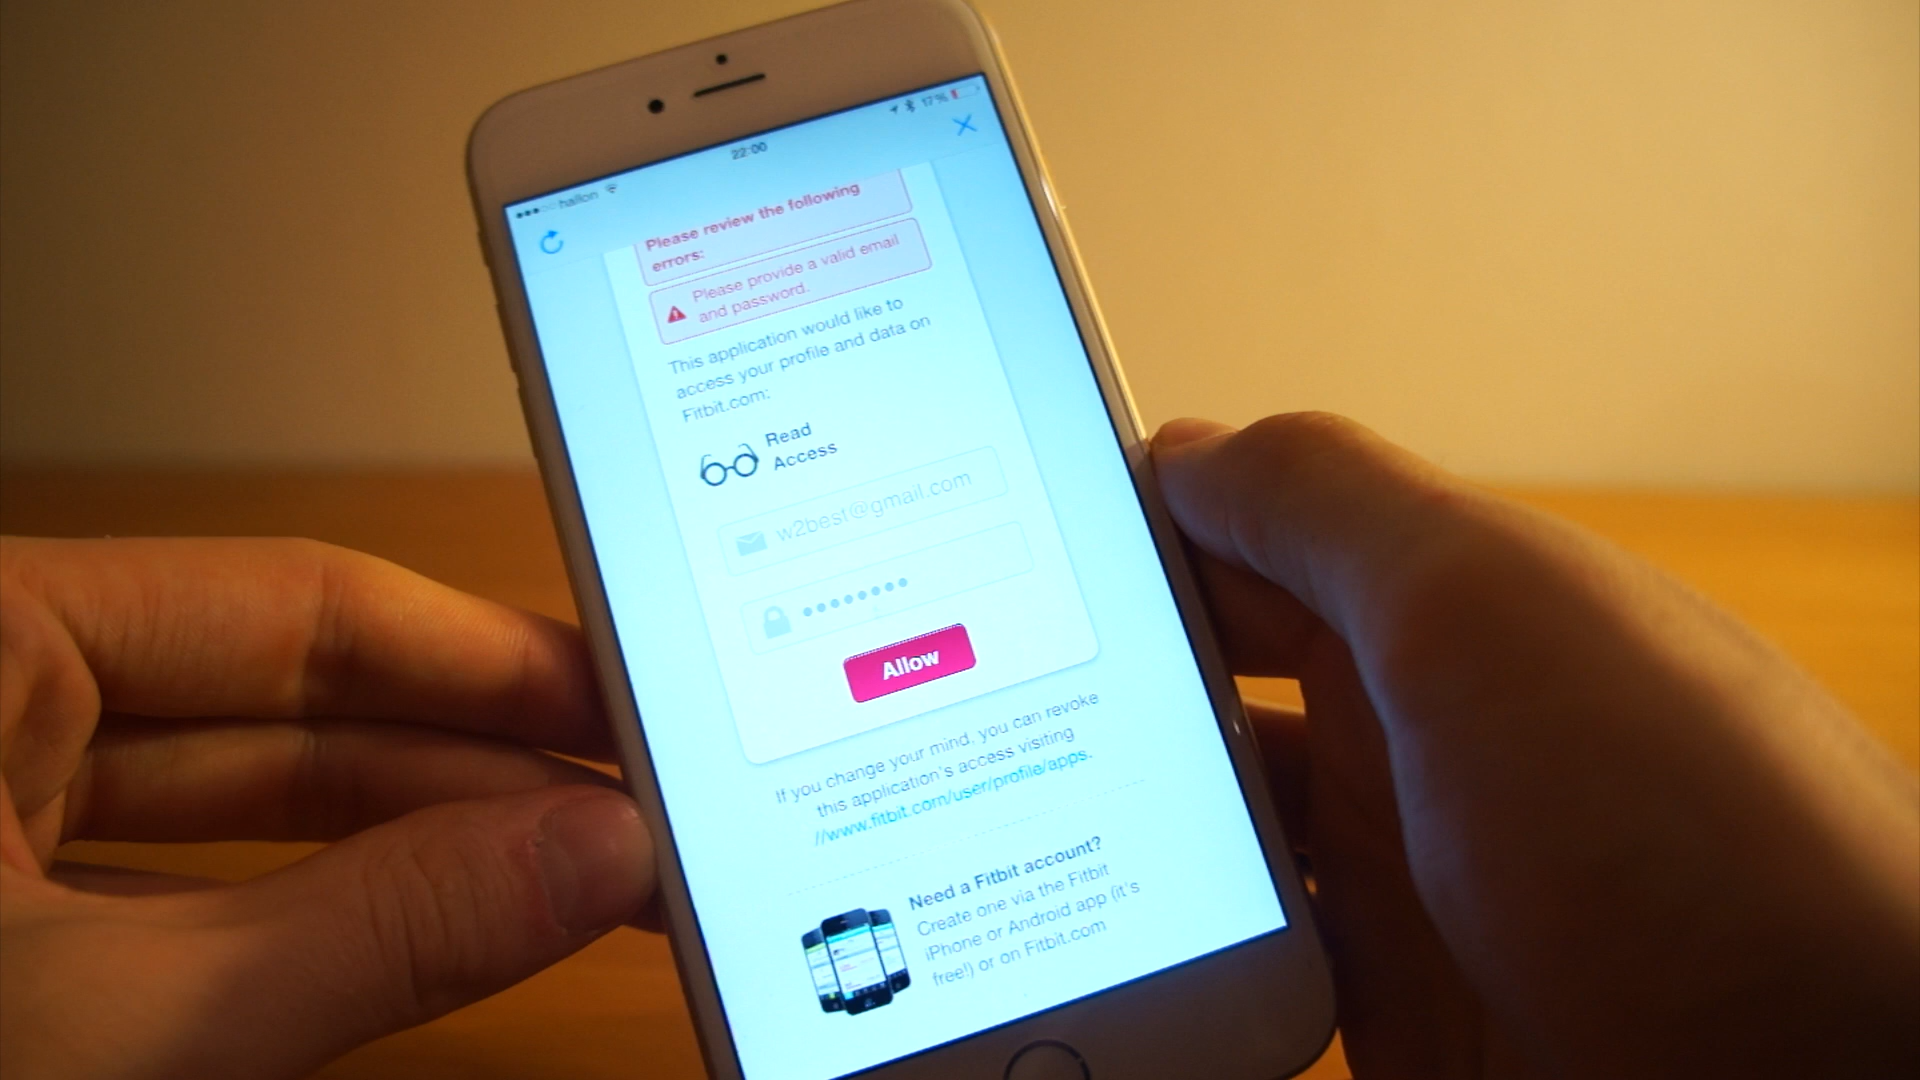 hallon
22:00
17%
Please review the following
errors:
Please provide a valid email
and password.
This application would like to
access your profile and data on
Fitbit.com:
Read
Access
w2best@gmail.com
Allow
If you change your mind, you can revoke
this application's access visiting
//www.fitbit.com/user/profile/apps.
Need a Fitbit account?
Create one via the Fitbit
iPhone or Android app (it's
free!) or on Fitbit.com